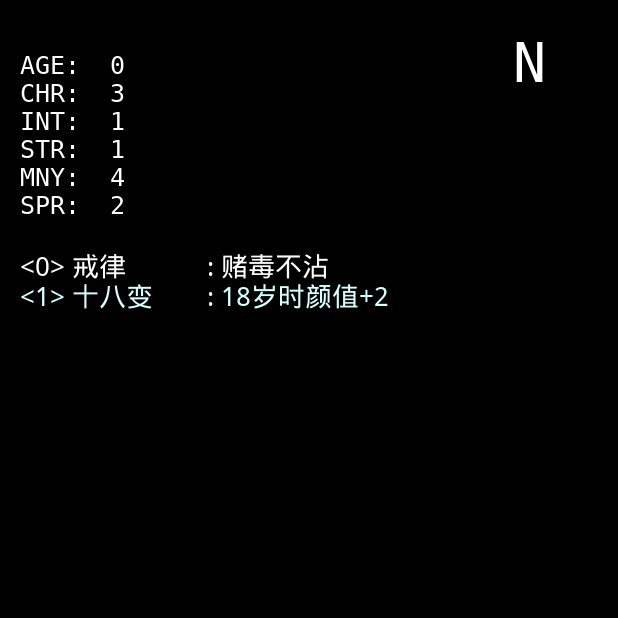 N
AGE: 0
CHR: 3
INT: 1
STR: 1
MNY: 4
SPR: 2
<0> 戒律 : 赌毒不沾
<1> 十八变 : 18岁时颜值+2